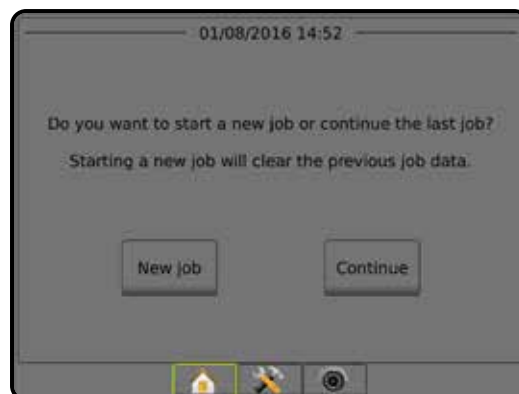 01/08/2016 14:52
Do you want to start a new job or continue the last job?
Starting a new job will clear the previous job data.
New job
Continue